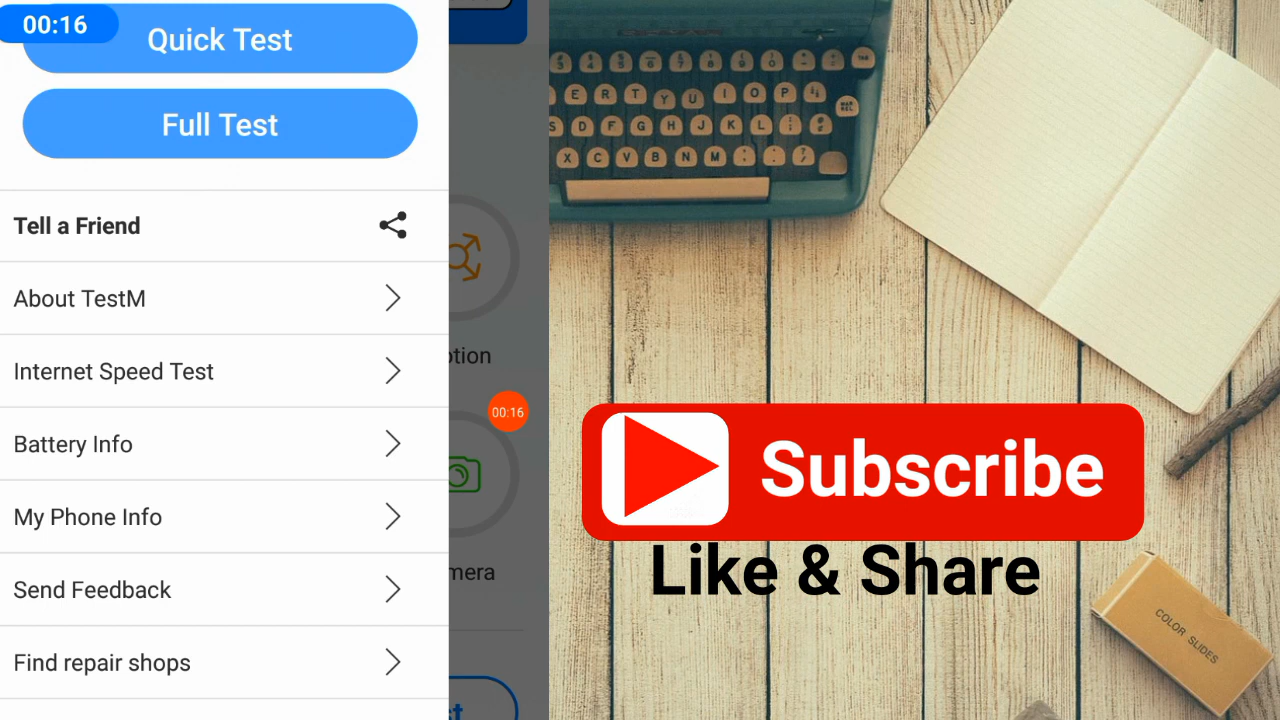 00:16
Quick Test
Full Test
Tell a Friend
About TestM
Internet Speed Test
Battery Info
My Phone Info
Send Feedback
Find repair shops
otion
00:16
mera
st
E R T Y U I O P
S D F G H J K L
X C V B N M
Subscribe
Like & Share
COLOR SLIDES